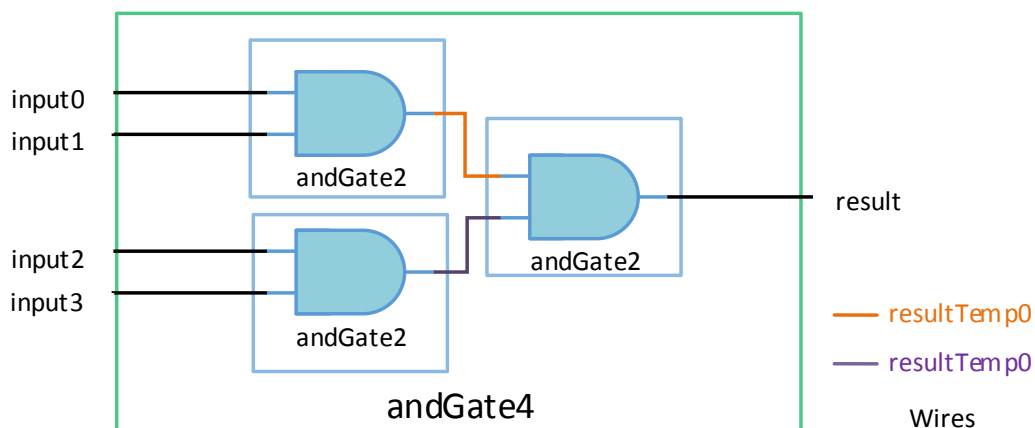 input0
input1
andGate2
andGate2
result
input2
input3
andGate2
resultTemp0
resultTemp0
andGate4
Wires